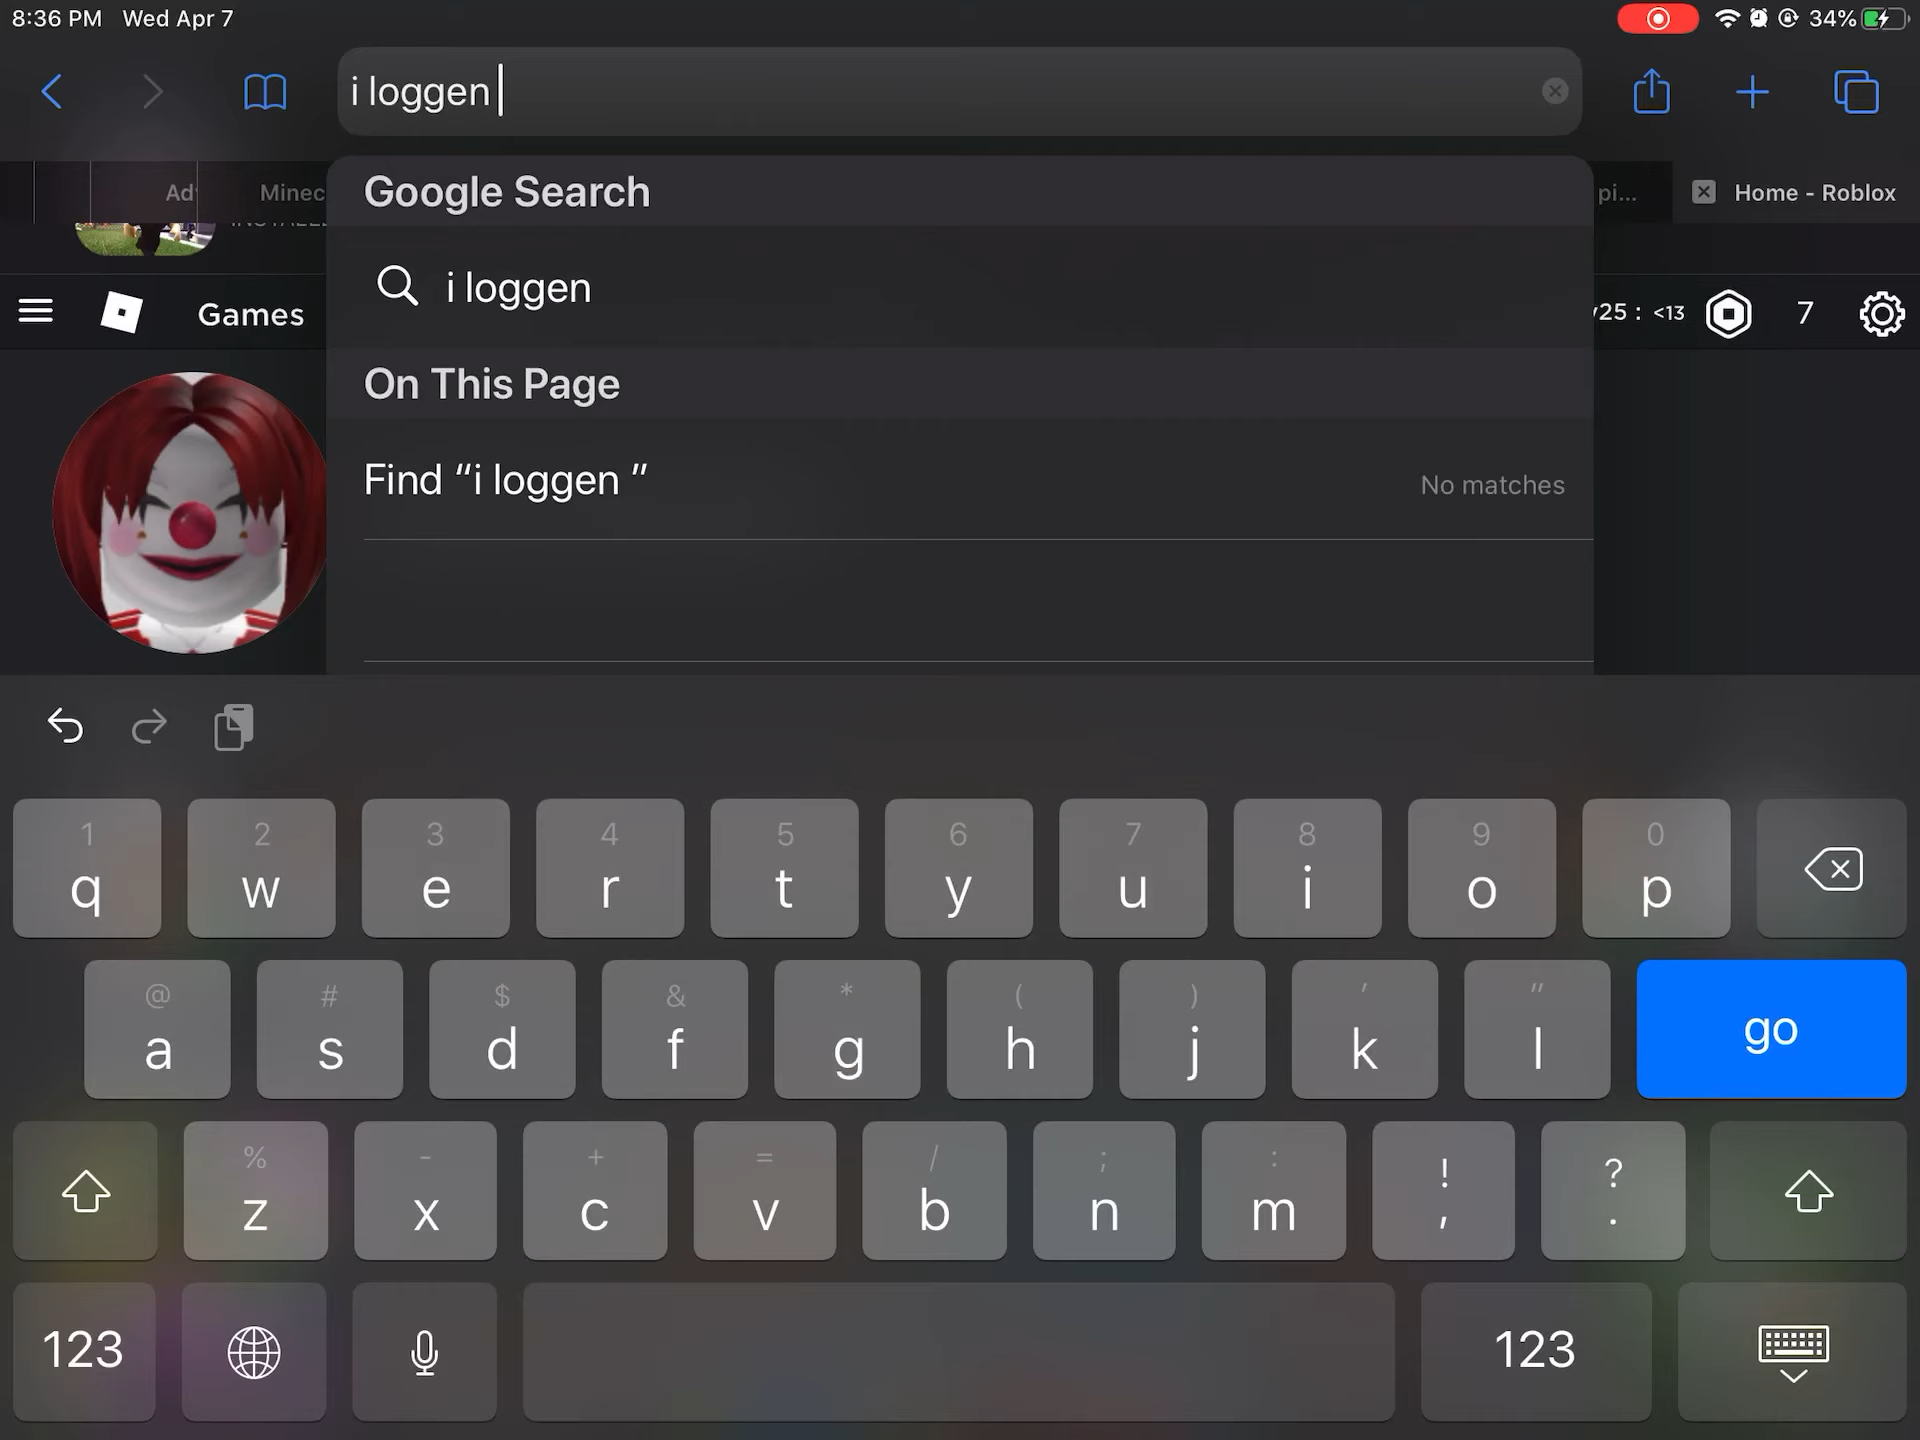 8:36 PM Wed Apr 7
34%
i loggen
Ad
Minec
Google Search
pi...
Home - Roblox
i loggen
Games
25 : <13
7
On This Page
Find “i loggen ”
No matches
1 2 3 4 5 6 7 8 9 0
q w e r t y u i o p
@ # $ & * ( ) ' "
a s d f g h j k l
go
% - + = / ; : ! ?
z x c v b n m , .
123
123